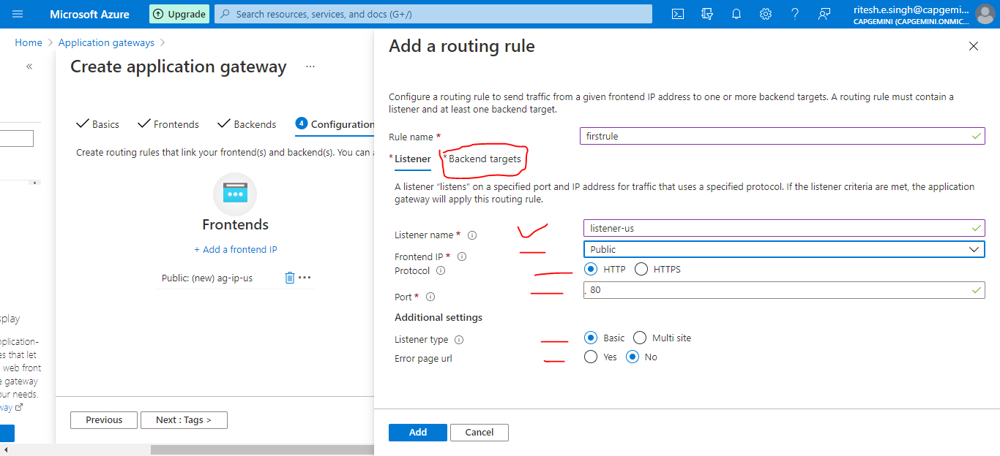 Microsoft Azure
Upgrade
Search resources, services, and docs (G+/)
ritesh.e.singh@capgemini...
CAPGEMINI (CAPGEMINI.ONMIC...
Home > Application gateways >
«
Create application gateway ...
Basics
Frontends
Backends
4 Configuration
Create routing rules that link your frontend(s) and backend(s). You can
Frontends
+ Add a frontend IP
Public: (new) ag-ip-us
splay
pplication-
es that let
web front
e gateway
our needs.
way
Previous
Next : Tags >
Add a routing rule
Configure a routing rule to send traffic from a given frontend IP address to one or more backend targets. A routing rule must contain a
listener and at least one backend target.
Rule name *
firstrule
* Listener
* Backend targets
A listener “listens” on a specified port and IP address for traffic that uses a specified protocol. If the listener criteria are met, the application
gateway will apply this routing rule.
Listener name *
listener-us
Frontend IP *
Public
Protocol
HTTP
HTTPS
Port *
80
Additional settings
Listener type
Basic
Multi site
Error page url
Yes
No
Add
Cancel